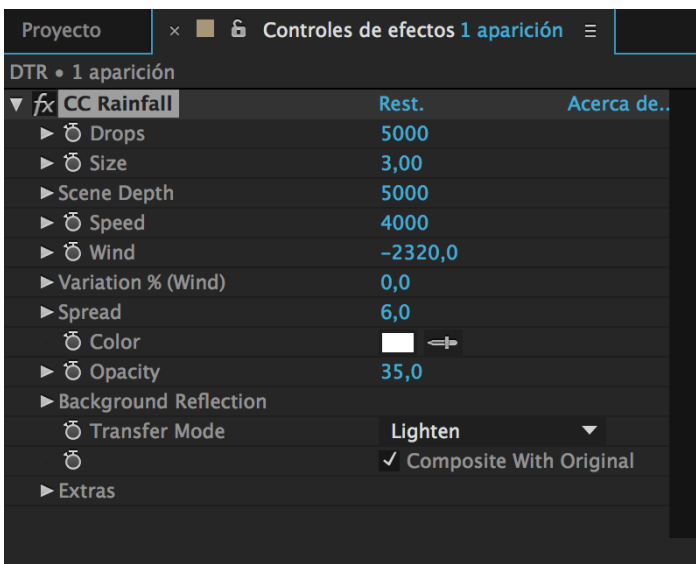 Proyecto × Controles de efectos 1 aparición ≡
DTR • 1 aparición
fx CC Rainfall Rest. Acerca de..
Drops 5000
Size 3,00
Scene Depth 5000
Speed 4000
Wind -2320,0
Variation % (Wind) 0,0
Spread 6,0
Color
Opacity 35,0
Background Reflection
Transfer Mode Lighten
✓ Composite With Original
Extras